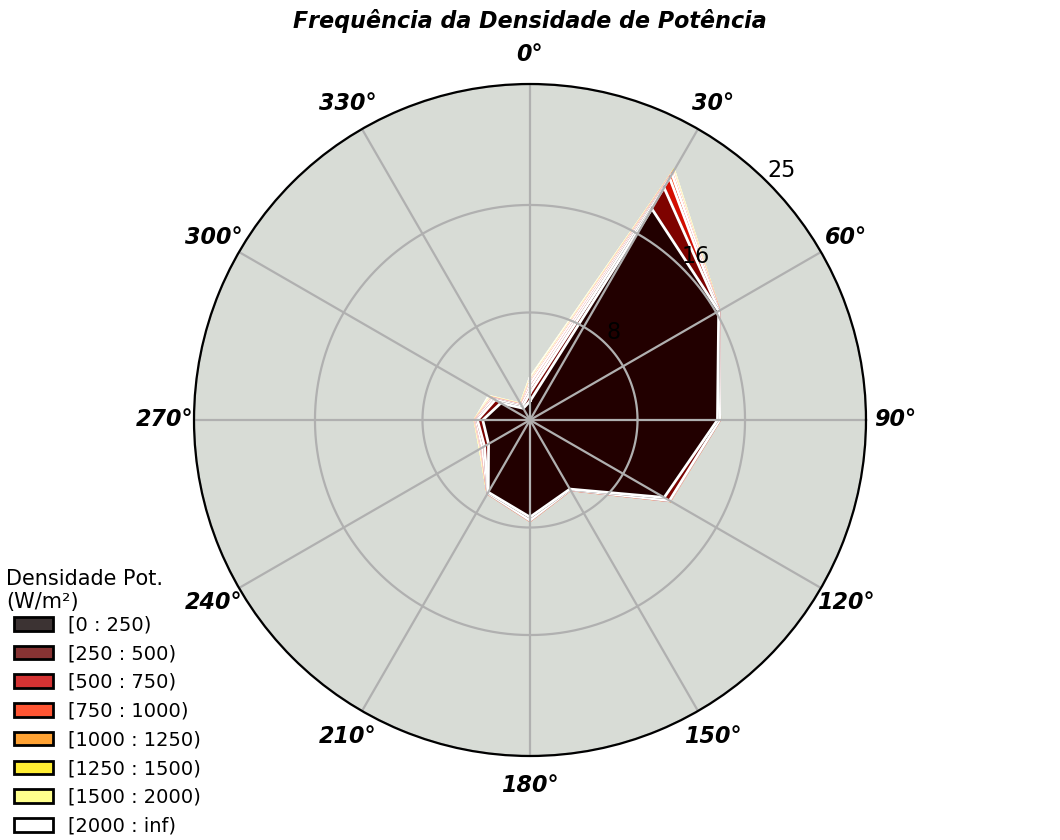 Frequência da Densidade de Potência
0°
30°
60°
90°
120°
150°
180°
210°
240°
270°
300°
330°
25
16
8
Densidade Pot.
(W/m²)
[0 : 250)
[250 : 500)
[500 : 750)
[750 : 1000)
[1000 : 1250)
[1250 : 1500)
[1500 : 2000)
[2000 : inf)